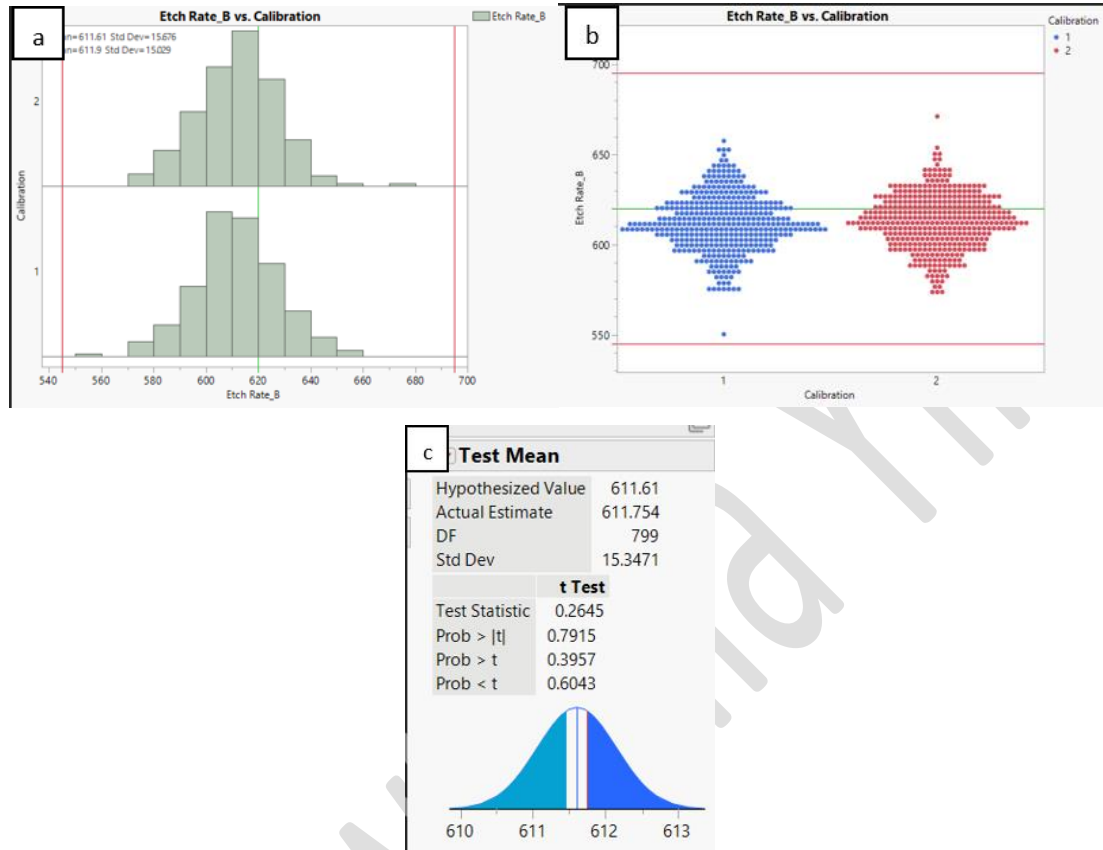 Etch Rate_B vs. Calibration
Etch Rate_B
a
n=611.61 Std Dev=15.676
n=611.9 Std Dev=15.029
2
Calibration
1
540 560 580 600 620 640 660 680 700
Etch Rate_B
Etch Rate_B vs. Calibration
b
Calibration
1
2
700
650
600
550
Etch Rate_B
1 2
Calibration
c
Test Mean
Hypothesized Value 611.61
Actual Estimate 611.754
DF 799
Std Dev 15.3471
t Test
Test Statistic 0.2645
Prob > |t| 0.7915
Prob > t 0.3957
Prob < t 0.6043
610 611 612 613